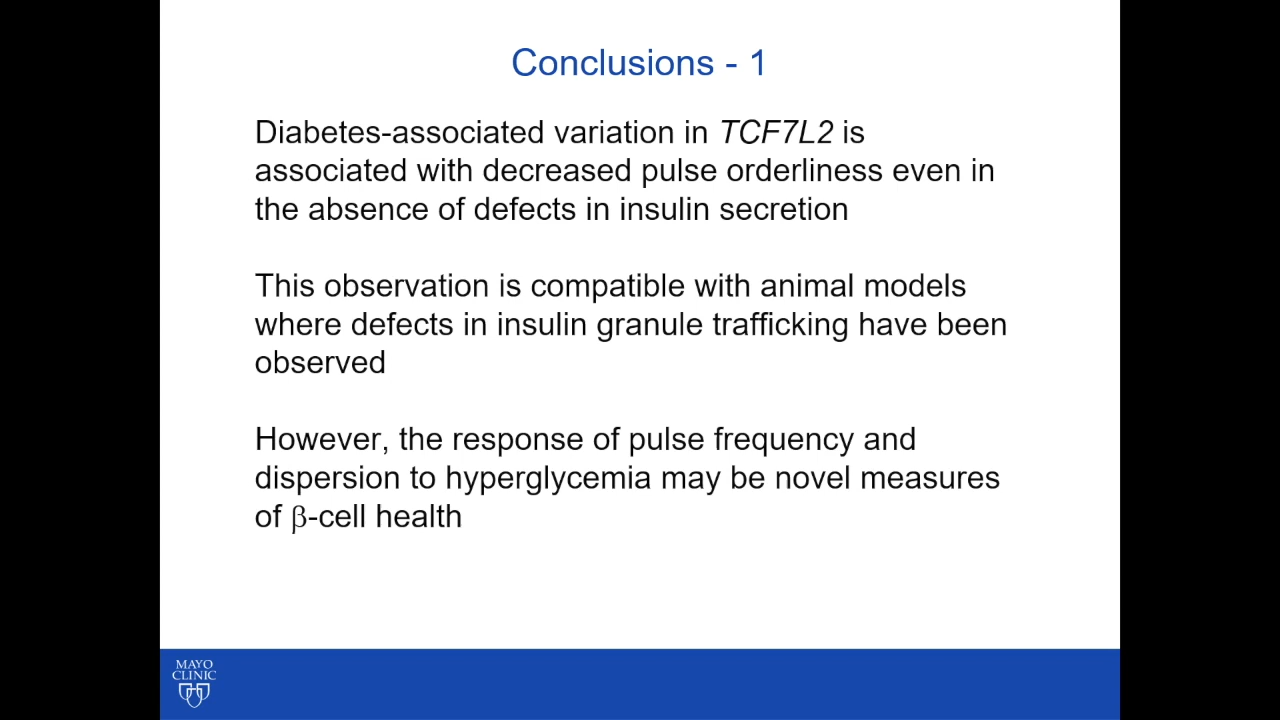 Conclusions - 1
Diabetes-associated variation in TCF7L2 is
associated with decreased pulse orderliness even in
the absence of defects in insulin secretion
This observation is compatible with animal models
where defects in insulin granule trafficking have been
observed
However, the response of pulse frequency and
dispersion to hyperglycemia may be novel measures
of β-cell health
MAYO
CLINIC